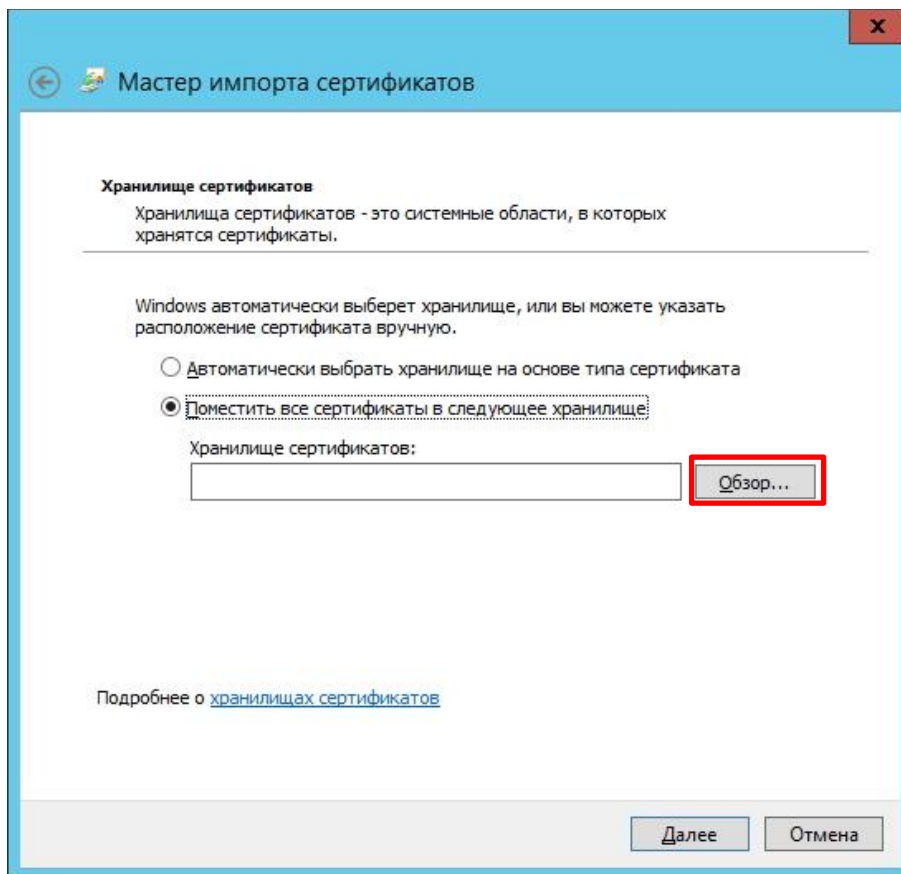 x
Мастер импорта сертификатов
Хранилище сертификатов
Хранилища сертификатов - это системные области, в которых
хранятся сертификаты.
Windows автоматически выберет хранилище, или вы можете указать
расположение сертификата вручную.
Автоматически выбрать хранилище на основе типа сертификата
Поместить все сертификаты в следующее хранилище
Хранилище сертификатов:
Обзор...
Подробнее о хранилищах сертификатов
Далее Отмена